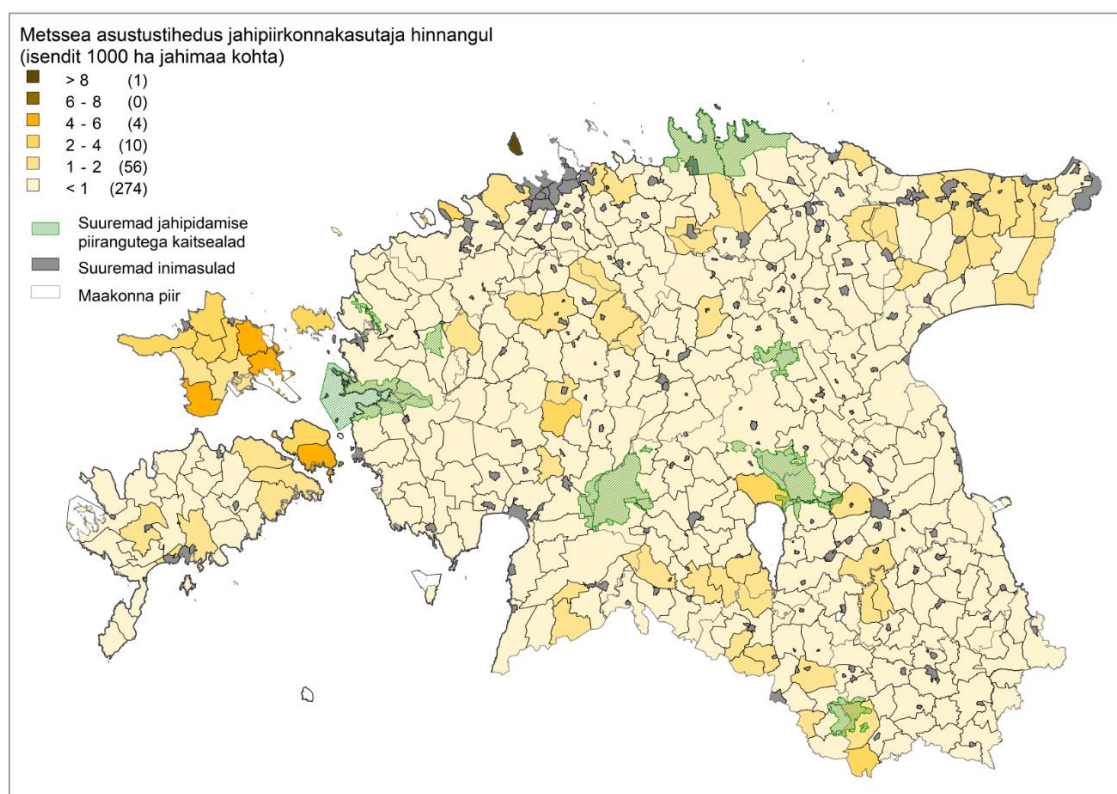 Metssea asustustihedus jahipiirkonnakasutaja hinnangul
(isendit 1000 ha jahimaa kohta)
> 8 (1)
6 - 8 (0)
4 - 6 (4)
2 - 4 (10)
1 - 2 (56)
< 1 (274)
Suuremad jahipidamise
piirangutega kaitsealad
Suuremad inimasulad
Maakonna piir